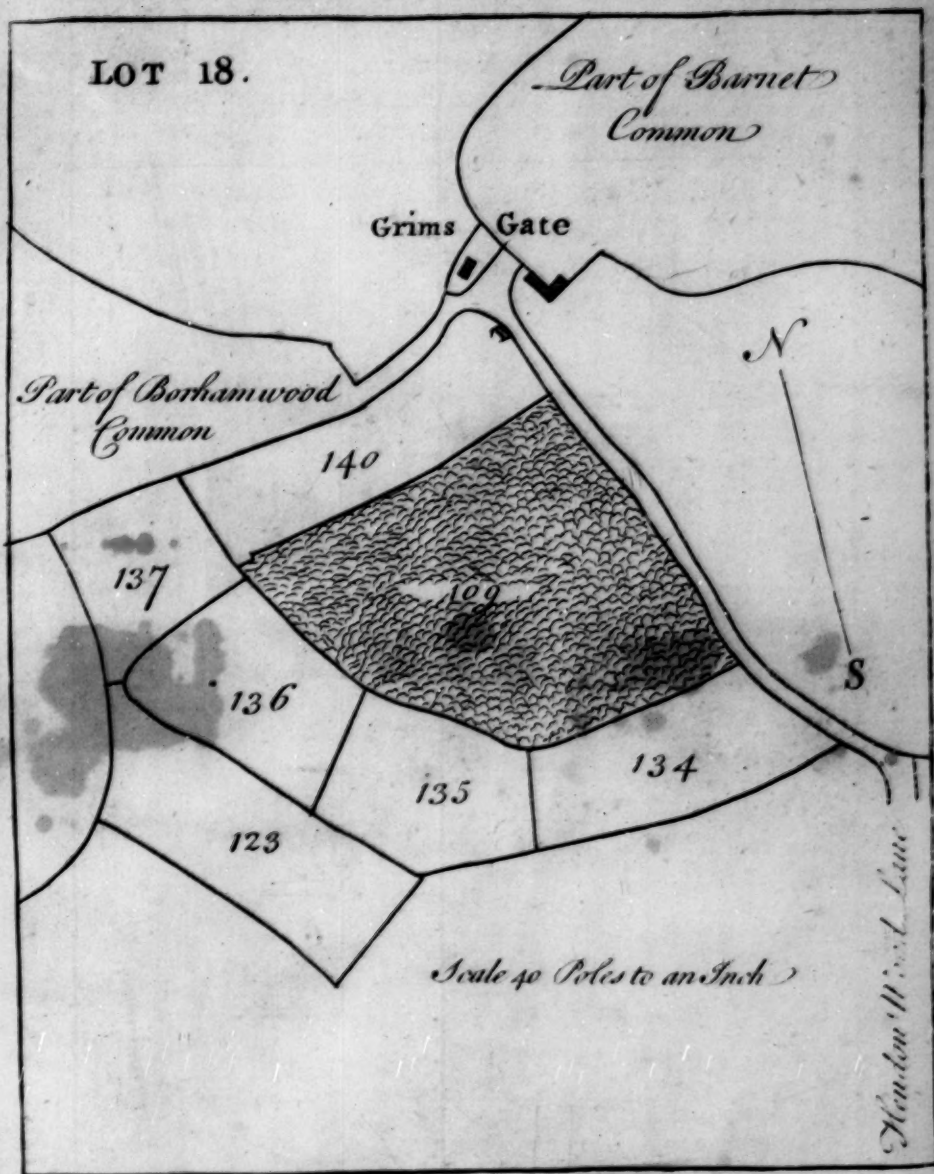 LOT 18.
Part of Barnet
Common
Grims Gate
N
Part of Borhamwood
Common
140
137
109
S
136
134
135
123
Scale 40 Poles to an Inch
Hendon Wood Lane